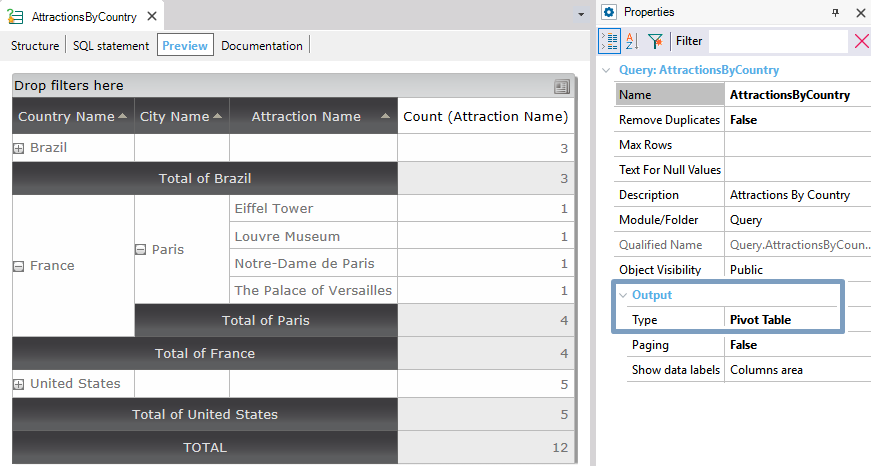 AttractionsByCountry
Structure SQL statement Preview Documentation
Drop filters here
Country Name City Name Attraction Name Count (Attraction Name)
Brazil 3
Total of Brazil 3
Eiffel Tower 1
Louvre Museum 1
France Paris
Notre-Dame de Paris 1
The Palace of Versailles 1
Total of Paris 4
Total of France 4
United States 5
Total of United States 5
TOTAL 12
Properties
Filter
Query: AttractionsByCountry
Name AttractionsByCountry
Remove Duplicates False
Max Rows
Text For Null Values
Description Attractions By Country
Module/Folder Query
Qualified Name Query.AttractionsByCoun...
Object Visibility Public
Output
Type Pivot Table
Paging False
Show data labels Columns area